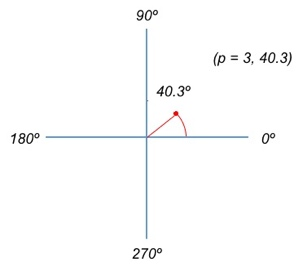 90º
(p = 3, 40.3)
40.3º
180º
0º
270º